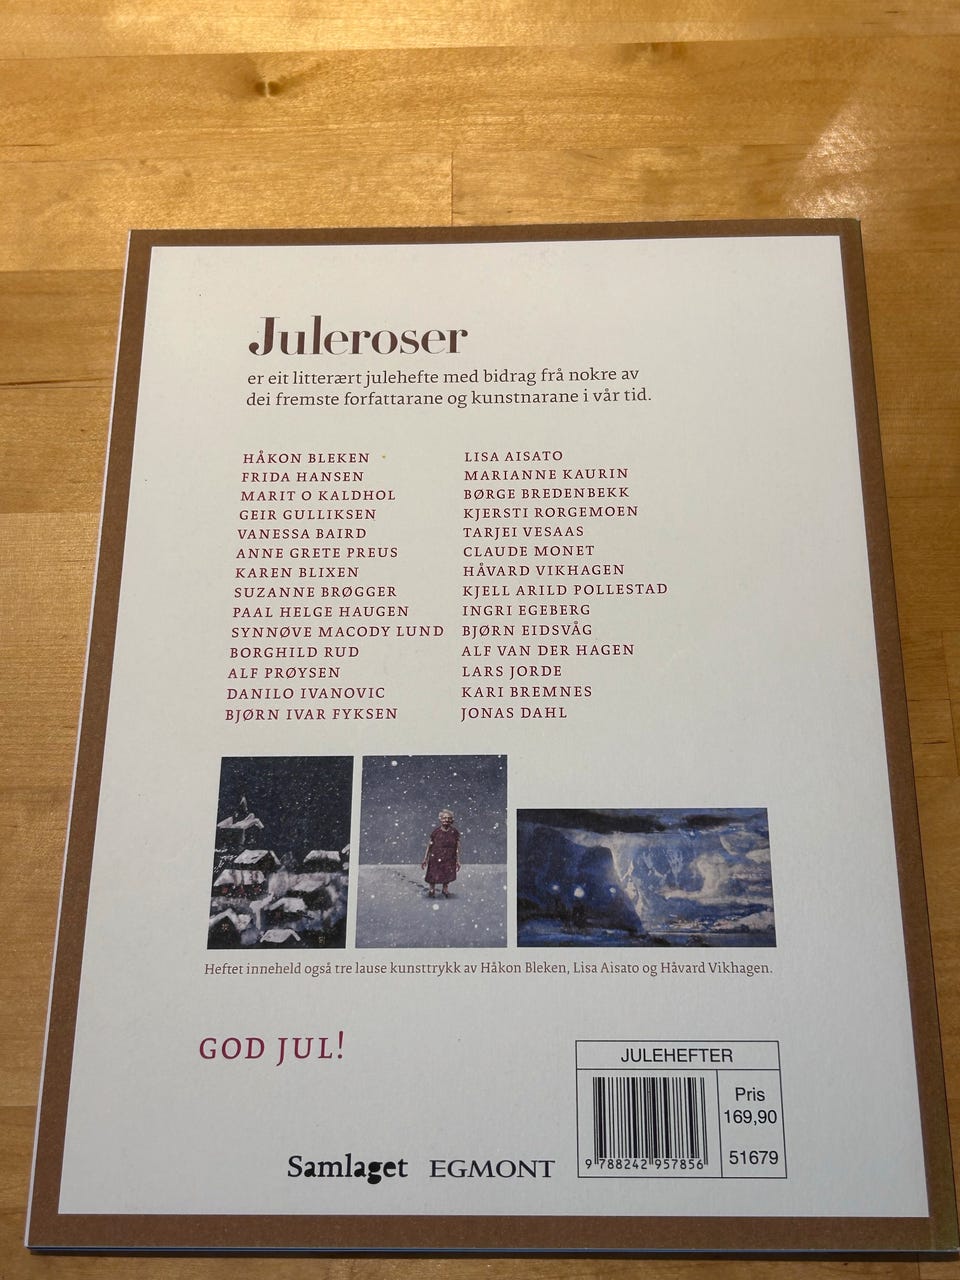 Juleroser
er eit litterært julehefte med bidrag frå nokre av
dei fremste forfattarane og kunstnarane i vår tid.
HÅKON BLEKEN
FRIDA HANSEN
MARIT O KALDHOL
GEIR GULLIKSEN
VANESSA BAIRD
ANNE GRETE PREUS
KAREN BLIXEN
SUZANNE BRØGGER
PAAL HELGE HAUGEN
SYNNØVE MACODY LUND
BORGHILD RUD
ALF PRØYSEN
DANILO IVANOVIC
BJØRN IVAR FYKSEN
LISA AISATO
MARIANNE KAURIN
BØRGE BREDENBEKK
KJERSTI RORGEMOEN
TARJEI VESAAS
CLAUDE MONET
HÅVARD VIKHAGEN
KJELL ARILD POLLESTAD
INGRI EGEBERG
BJØRN EIDSVÅG
ALF VAN DER HAGEN
LARS JORDE
KARI BREMNES
JONAS DAHL
Heftet inneheld også tre lause kunsttrykk av Håkon Bleken, Lisa Aisato og Håvard Vikhagen.
GOD JUL!
JULEHEFTER
Pris
169,90
51679
9 788242 957856
Samlaget EGMONT